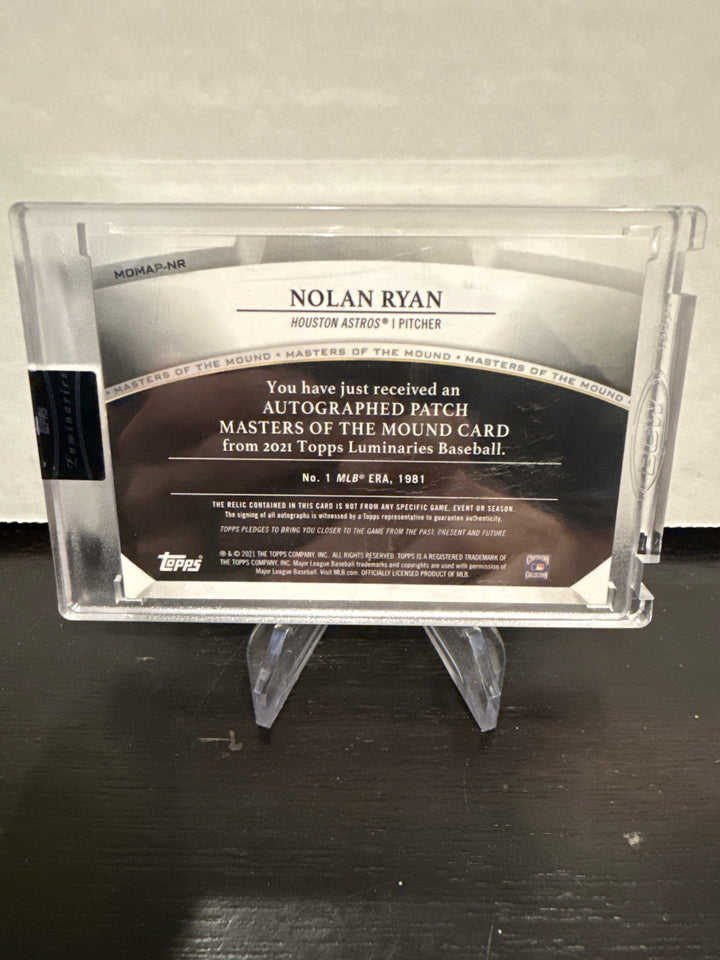 MOMAP-NR
NOLAN RYAN
HOUSTON ASTROS® | PITCHER
MASTERS OF THE MOUND • MASTERS OF THE MOUND • MASTERS OF THE MOUND
You have just received an
AUTOGRAPHED PATCH
MASTERS OF THE MOUND CARD
from 2021 Topps Luminaries Baseball.
No. 1 MLB® ERA, 1981
THE RELIC CONTAINED IN THIS CARD IS NOT FROM ANY SPECIFIC GAME, EVENT OR SEASON.
The signing of all autographs is witnessed by a Topps representative to guarantee authenticity.
TOPPS PLEDGES TO BRING YOU CLOSER TO THE GAME FROM THE PAST, PRESENT AND FUTURE.
Topps
® & © 2021 THE TOPPS COMPANY, INC. ALL RIGHTS RESERVED. TOPPS IS A REGISTERED TRADEMARK OF
THE TOPPS COMPANY, INC. Major League Baseball trademarks and copyrights are used with permission of
Major League Baseball. Visit MLB.com. OFFICIALLY LICENSED PRODUCT OF MLB.
COOPERSTOWN
COLLECTION
TOPPS
Luminaries
BCW